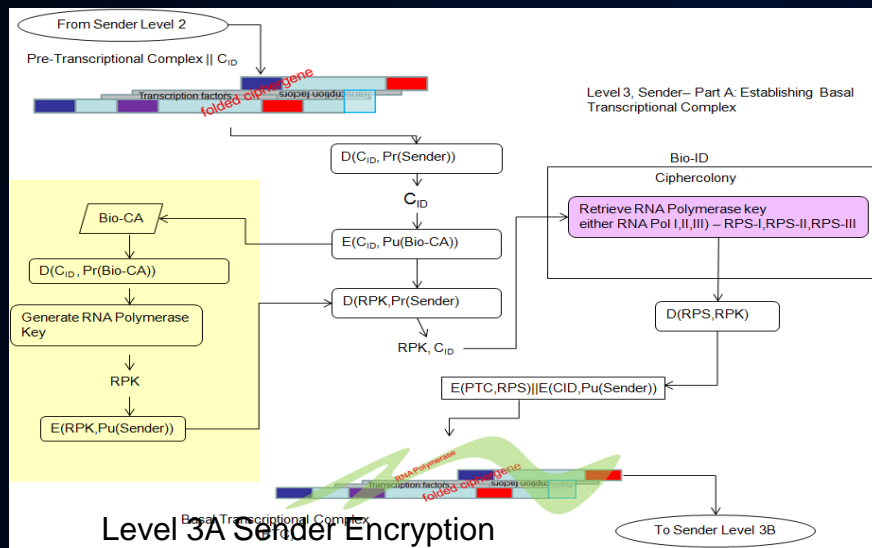 From Sender Level 2
Pre-Transcriptional Complex || CID
Transcription factors
folded ciphergene
Level 3, Sender– Part A: Establishing Basal
Transcriptional Complex
D(CID, Pr(Sender))
CID
Bio-ID
Ciphercolony
Bio-CA
E(CID, Pu(Bio-CA))
Retrieve RNA Polymerase key
either RNA Pol I,II,III) – RPS-I,RPS-II,RPS-III
D(CID, Pr(Bio-CA))
D(RPK,Pr(Sender)
Generate RNA Polymerase
Key
D(RPS,RPK)
RPK, CID
RPK
E(PTC,RPS)||E(CID,Pu(Sender))
E(RPK,Pu(Sender))
RNA Polymerase
Transcription factors
folded ciphergene
Basal Transcriptional Complex
Level 3A Sender Encryption
To Sender Level 3B